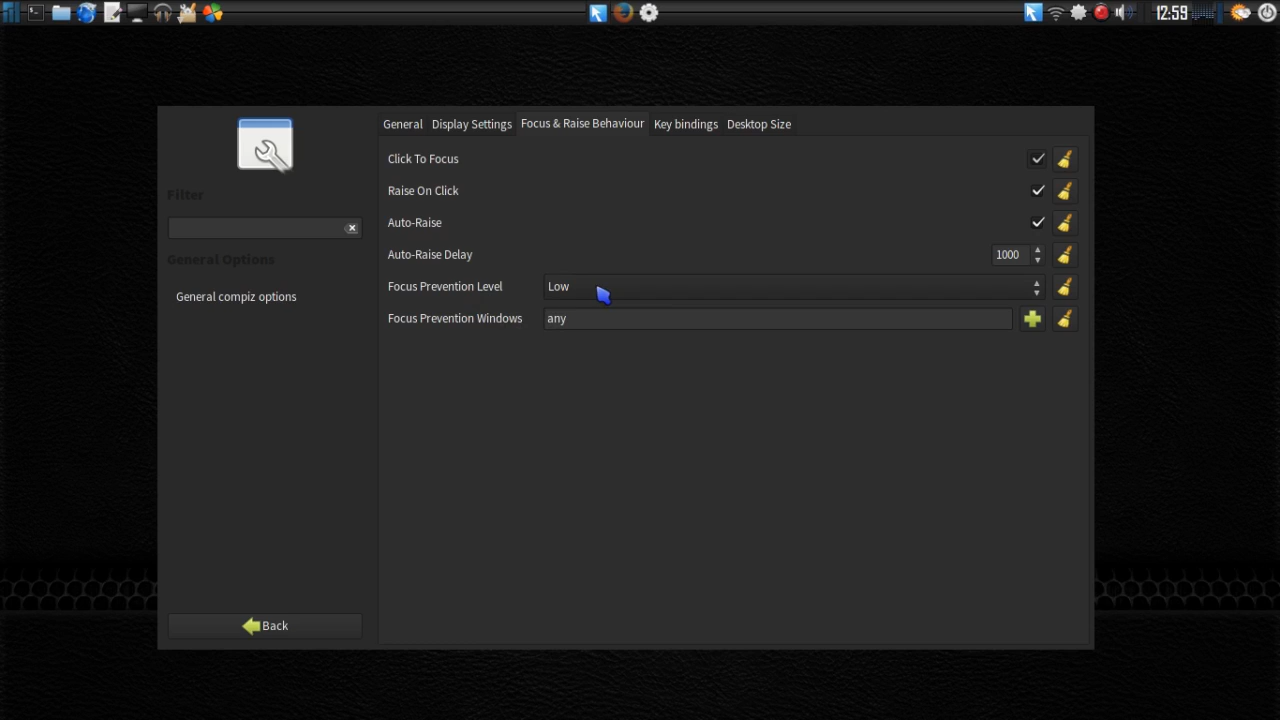 12:59
General Display Settings Focus & Raise Behaviour Key bindings Desktop Size
Filter
General Options
General compiz options
Back
Click To Focus
Raise On Click
Auto-Raise
Auto-Raise Delay 1000
Focus Prevention Level Low
Focus Prevention Windows any